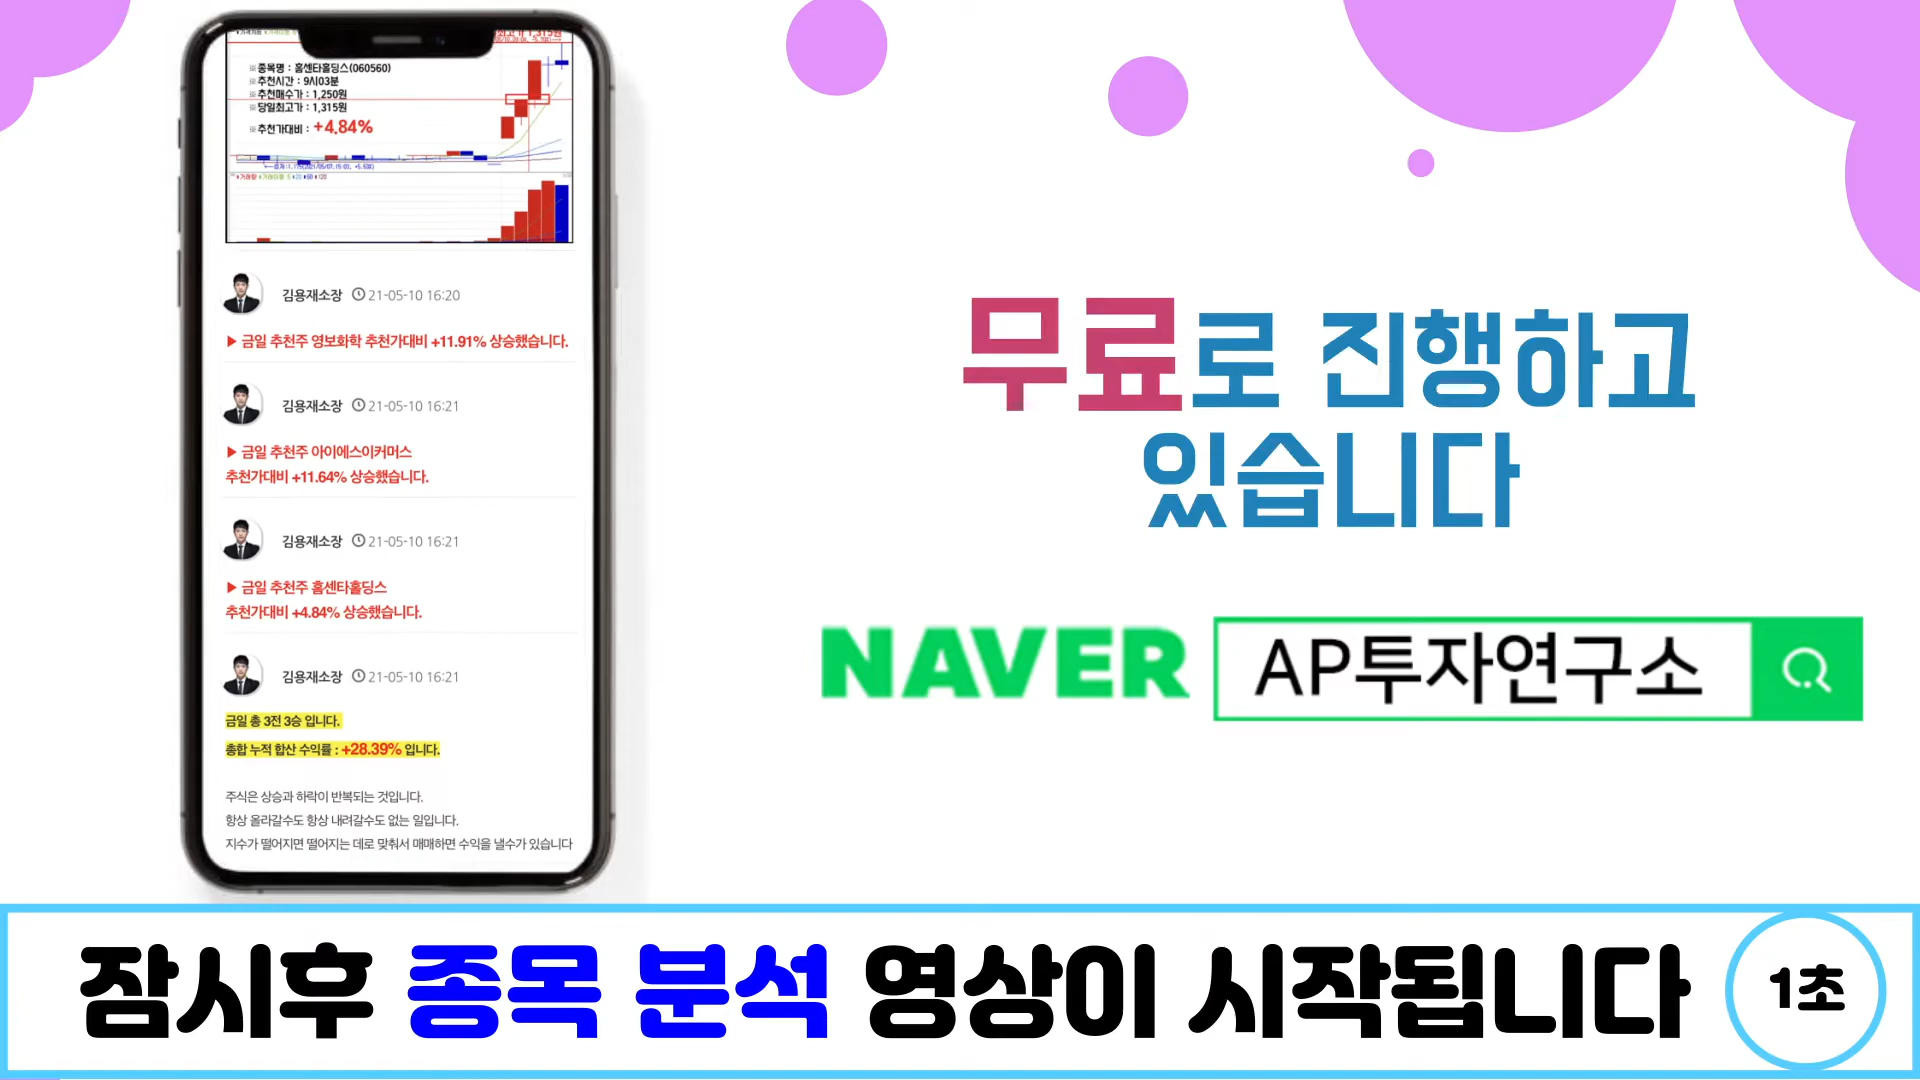 ※종목명 : 홈센타홀딩스(060560)
※추천시간 : 9시03분
※추천매수가 : 1,250원
※당일최고가 : 1,315원
※추천가대비 : +4.84%
김용재소장 21-05-10 16:20
▶ 금일 추천주 영보화학 추천가대비 +11.91% 상승했습니다.
김용재소장 21-05-10 16:21
▶ 금일 추천주 아이에스이커머스
추천가대비 +11.64% 상승했습니다.
김용재소장 21-05-10 16:21
▶ 금일 추천주 홈센타홀딩스
추천가대비 +4.84% 상승했습니다.
김용재소장 21-05-10 16:21
금일 총 3전 3승 입니다.
총합 누적 합산 수익률 : +28.39% 입니다.
주식은 상승과 하락이 반복되는 것입니다.
항상 올라갈수도 항상 내려갈수도 없는 일입니다.
지수가 떨어지면 떨어지는 데로 맞춰서 매매하면 수익을 낼수가 있습니다
무료로 진행하고
있습니다
NAVER AP투자연구소
잠시후 종목 분석 영상이 시작됩니다 1초